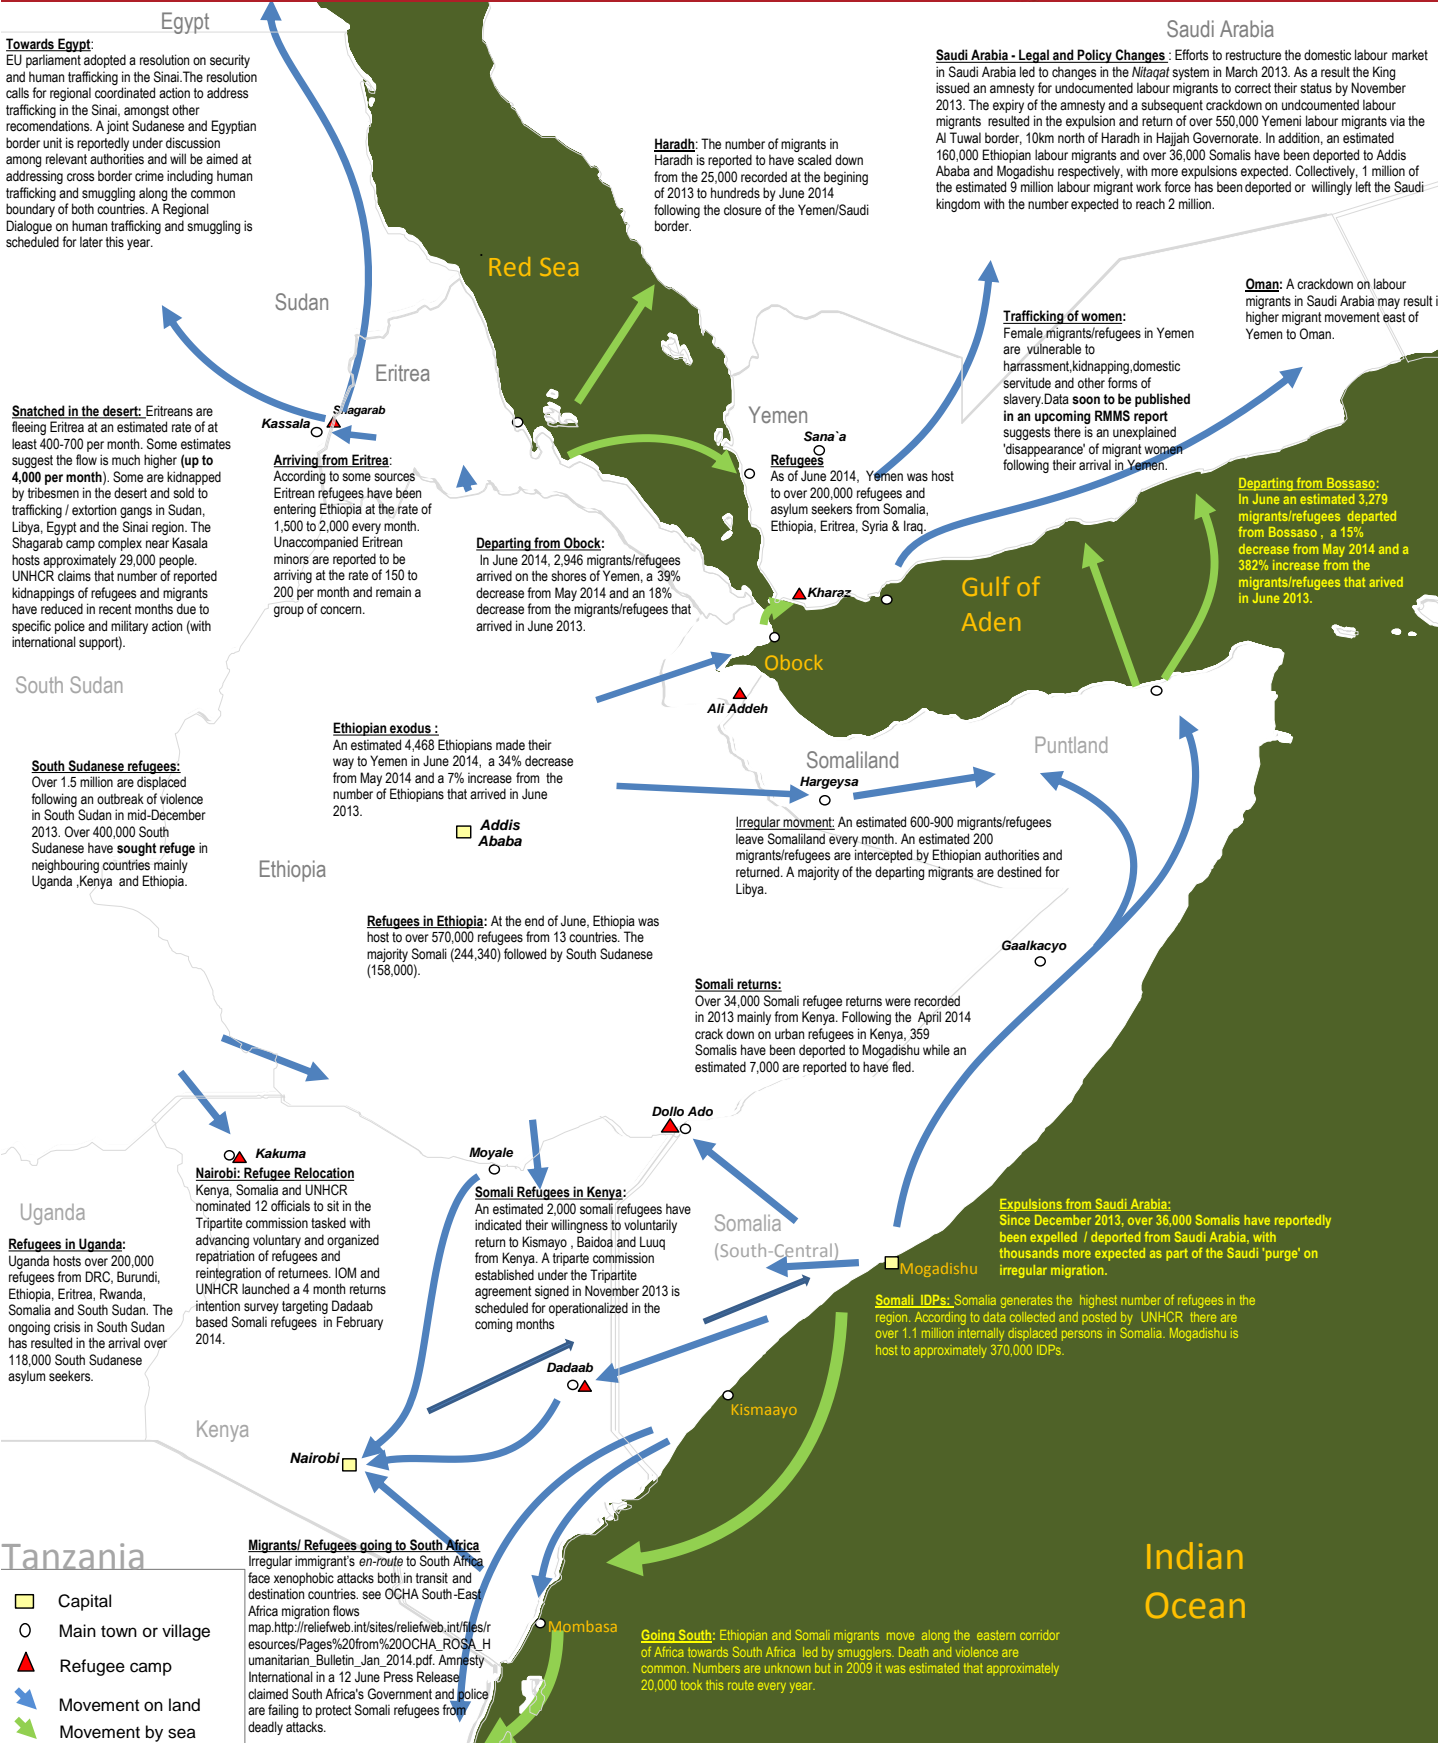 Egypt
Saudi Arabia
Towards Egypt:
EU parliament adopted a resolution on security
and human trafficking in the Sinai.The resolution
calls for regional coordinated action to address
trafficking in the Sinai, amongst other
recomendations. A joint Sudanese and Egyptian
border unit is reportedly under discussion
among relevant authorities and will be aimed at
addressing cross border crime including human
trafficking and smuggling along the common
boundary of both countries. A Regional
Dialogue on human trafficking and smuggling is
scheduled for later this year.
Saudi Arabia - Legal and Policy Changes : Efforts to restructure the domestic labour market
in Saudi Arabia led to changes in the Nitaqat system in March 2013. As a result the King
issued an amnesty for undocumented labour migrants to correct their status by November
2013. The expiry of the amnesty and a subsequent crackdown on undcoumented labour
migrants resulted in the expulsion and return of over 550,000 Yemeni labour migrants via the
Al Tuwal border, 10km north of Haradh in Hajjah Governorate. In addition, an estimated
160,000 Ethiopian labour migrants and over 36,000 Somalis have been deported to Addis
Ababa and Mogadishu respectively, with more expulsions expected. Collectively, 1 million of
the estimated 9 million labour migrant work force has been deported or willingly left the Saudi
kingdom with the number expected to reach 2 million.
Haradh: The number of migrants in
Haradh is reported to have scaled down
from the 25,000 recorded at the begining
of 2013 to hundreds by June 2014
following the closure of the Yemen/Saudi
border.
Red Sea
Sudan
Eritrea
Oman: A crackdown on labour
migrants in Saudi Arabia may result i
higher migrant movement east of
Yemen to Oman.
Trafficking of women:
Female migrants/refugees in Yemen
are vulnerable to
harrassment,kidnapping,domestic
servitude and other forms of
slavery.Data soon to be published
in an upcoming RMMS report
suggests there is an unexplained
'disappearance' of migrant women
following their arrival in Yemen.
Snatched in the desert: Eritreans are
fleeing Eritrea at an estimated rate of at
least 400-700 per month. Some estimates
suggest the flow is much higher (up to
4,000 per month). Some are kidnapped
by tribesmen in the desert and sold to
trafficking / extortion gangs in Sudan,
Libya, Egypt and the Sinai region. The
Shagarab camp complex near Kasala
hosts approximately 29,000 people.
UNHCR claims that number of reported
kidnappings of refugees and migrants
have reduced in recent months due to
specific police and military action (with
international support).
Shagarab
Kassala
Arriving from Eritrea:
According to some sources
Eritrean refugees have been
entering Ethiopia at the rate of
1,500 to 2,000 every month.
Unaccompanied Eritrean
minors are reported to be
arriving at the rate of 150 to
200 per month and remain a
group of concern.
Yemen
Sana`a
Refugees
As of June 2014, Yemen was host
to over 200,000 refugees and
asylum seekers from Somalia,
Ethiopia, Eritrea, Syria & Iraq.
Departing from Bossaso:
In June an estimated 3,279
migrants/refugees departed
from Bossaso , a 15%
decrease from May 2014 and a
382% increase from the
migrants/refugees that arived
in June 2013.
Departing from Obock:
In June 2014, 2,946 migrants/refugees
arrived on the shores of Yemen, a 39%
decrease from May 2014 and an 18%
decrease from the migrants/refugees that
arrived in June 2013.
Kharaz
Gulf of
Aden
Obock
Ali Addeh
South Sudan
Ethiopian exodus :
An estimated 4,468 Ethiopians made their
way to Yemen in June 2014, a 34% decrease
from May 2014 and a 7% increase from the
number of Ethiopians that arrived in June
2013.
Somaliland
Hargeysa
Puntland
South Sudanese refugees:
Over 1.5 million are displaced
following an outbreak of violence
in South Sudan in mid-December
2013. Over 400,000 South
Sudanese have sought refuge in
neighbouring countries mainly
Uganda ,Kenya and Ethiopia.
Addis
Ababa
Irregular movment: An estimated 600-900 migrants/refugees
leave Somaliland every month. An estimated 200
migrants/refugees are intercepted by Ethiopian authorities and
returned. A majority of the departing migrants are destined for
Libya.
Ethiopia
Refugees in Ethiopia: At the end of June, Ethiopia was
host to over 570,000 refugees from 13 countries. The
majority Somali (244,340) followed by South Sudanese
(158,000).
Gaalkacyo
Somali returns:
Over 34,000 Somali refugee returns were recorded
in 2013 mainly from Kenya. Following the April 2014
crack down on urban refugees in Kenya, 359
Somalis have been deported to Mogadishu while an
estimated 7,000 are reported to have fled.
Dollo Ado
Moyale
Kakuma
Nairobi: Refugee Relocation
Kenya, Somalia and UNHCR
nominated 12 officials to sit in the
Tripartite commission tasked with
advancing voluntary and organized
repatriation of refugees and
reintegration of returnees. IOM and
UNHCR launched a 4 month returns
intention survey targeting Dadaab
based Somali refugees in February
2014.
Somali Refugees in Kenya:
An estimated 2,000 somali refugees have
indicated their willingness to voluntarily
return to Kismayo , Baidoa and Luuq
from Kenya. A triparte commission
established under the Tripartite
agreement signed in November 2013 is
scheduled for operationalized in the
coming months
Uganda
Refugees in Uganda:
Uganda hosts over 200,000
refugees from DRC, Burundi,
Ethiopia, Eritrea, Rwanda,
Somalia and South Sudan. The
ongoing crisis in South Sudan
has resulted in the arrival over
118,000 South Sudanese
asylum seekers.
Somalia
(South-Central)
Mogadishu
Expulsions from Saudi Arabia:
Since December 2013, over 36,000 Somalis have reportedly
been expelled / deported from Saudi Arabia, with
thousands more expected as part of the Saudi 'purge' on
irregular migration.
Somali IDPs: Somalia generates the highest number of refugees in the
region. According to data collected and posted by UNHCR there are
over 1.1 million internally displaced persons in Somalia. Mogadishu is
host to approximately 370,000 IDPs.
Dadaab
Kismaayo
Kenya
Nairobi
Tanzania
Migrants/ Refugees going to South Africa
Irregular immigrant's en-route to South Africa
face xenophobic attacks both in transit and
destination countries. see OCHA South-East
Africa migration flows
map.http://reliefweb.int/sites/reliefweb.int/files/r
esources/Pages%20from%20OCHA_ROSA_H
umanitarian_Bulletin_Jan_2014.pdf. Amnesty
International in a 12 June Press Release
claimed South Africa's Government and police
are failing to protect Somali refugees from
deadly attacks.
Indian
Ocean
Mombasa
Going South: Ethiopian and Somali migrants move along the eastern corridor
of Africa towards South Africa led by smugglers. Death and violence are
common. Numbers are unknown but in 2009 it was estimated that approximately
20,000 took this route every year.
Capital
Main town or village
Refugee camp
Movement on land
Movement by sea